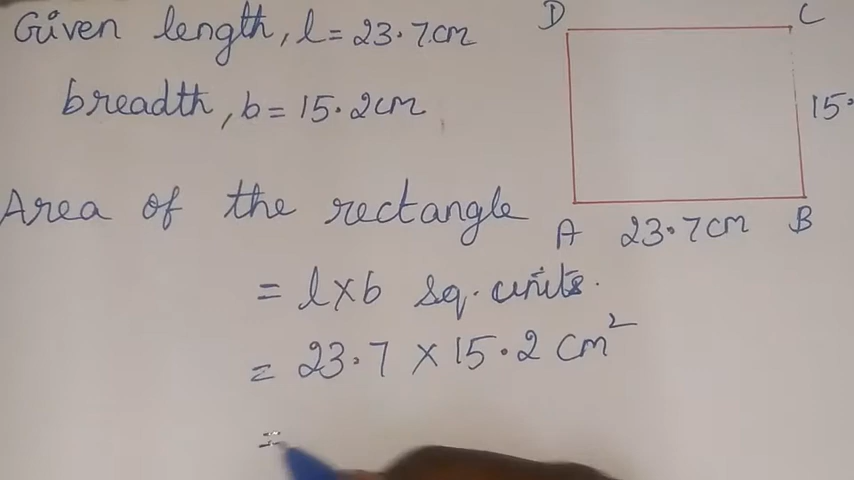 Given length, l = 23.7cm
breadth, b = 15.2cm
Area of the rectangle
= l x b sq. units.
= 23.7 x 15.2 cm²
=
D
C
15.
A
23.7cm
B